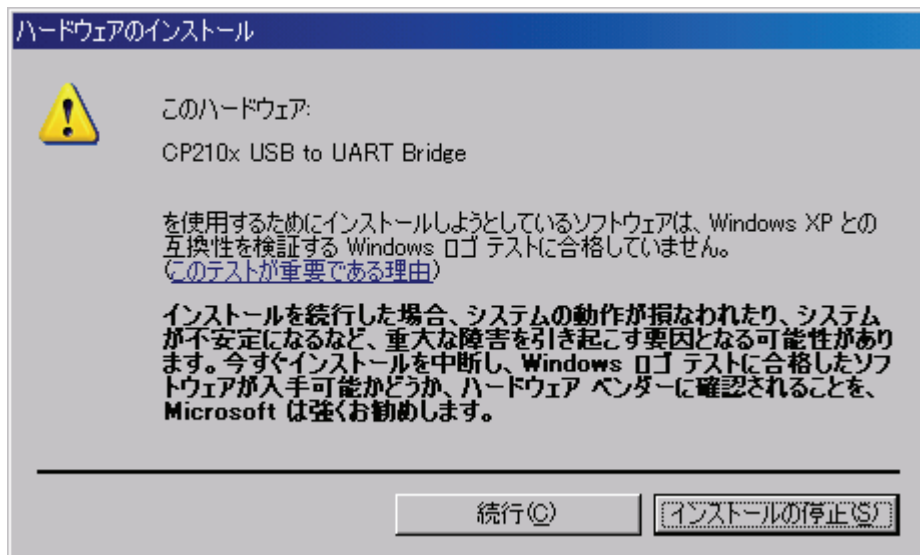 ハードウェアのインストール
このハードウェア:
CP210x USB to UART Bridge
を使用するためにインストールしようとしているソフトウェアは、Windows XP との
互換性を検証する Windows ロゴ テストに合格していません。
(このテストが重要である理由)
インストールを続行した場合、システムの動作が損なわれたり、システム
が不安定になるなど、重大な障害を引き起こす要因となる可能性があり
ます。今すぐインストールを中断し、Windows ロゴ テストに合格したソフ
トウェアが入手可能かどうか、ハードウェア ベンダーに確認されることを、
Microsoft は強くお勧めします。
続行(C)
インストールの停止(S)